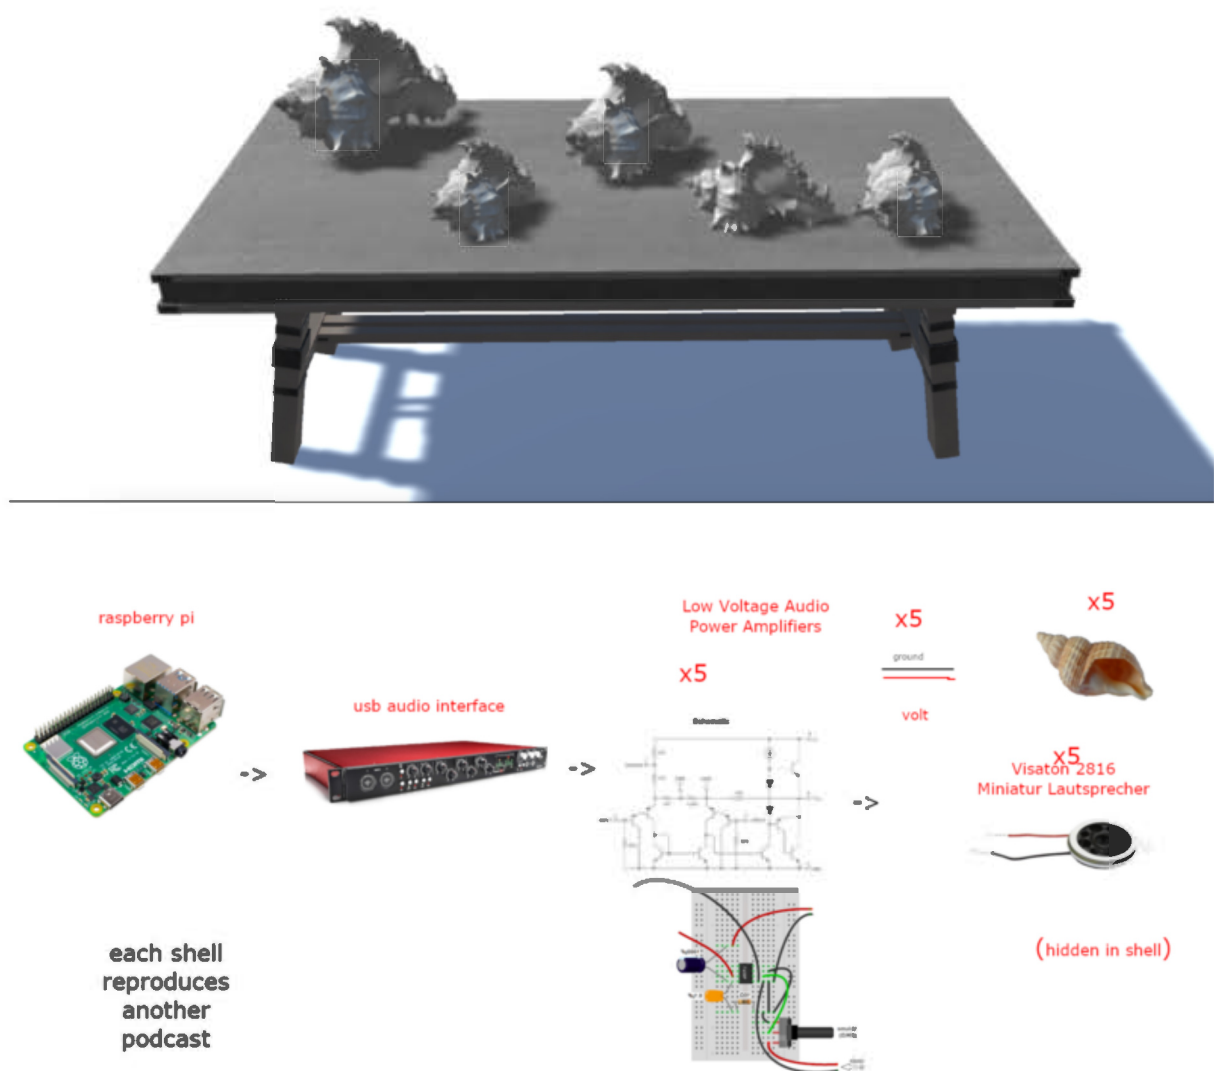 raspberry pi
usb audio interface
Low Voltage Audio
Power Amplifiers
x5
Schematic
x5
ground
volt
x5
x5
Visaton 2816
Miniatur Lautsprecher
(hidden in shell)
->
->
->
each shell
reproduces
another
podcast